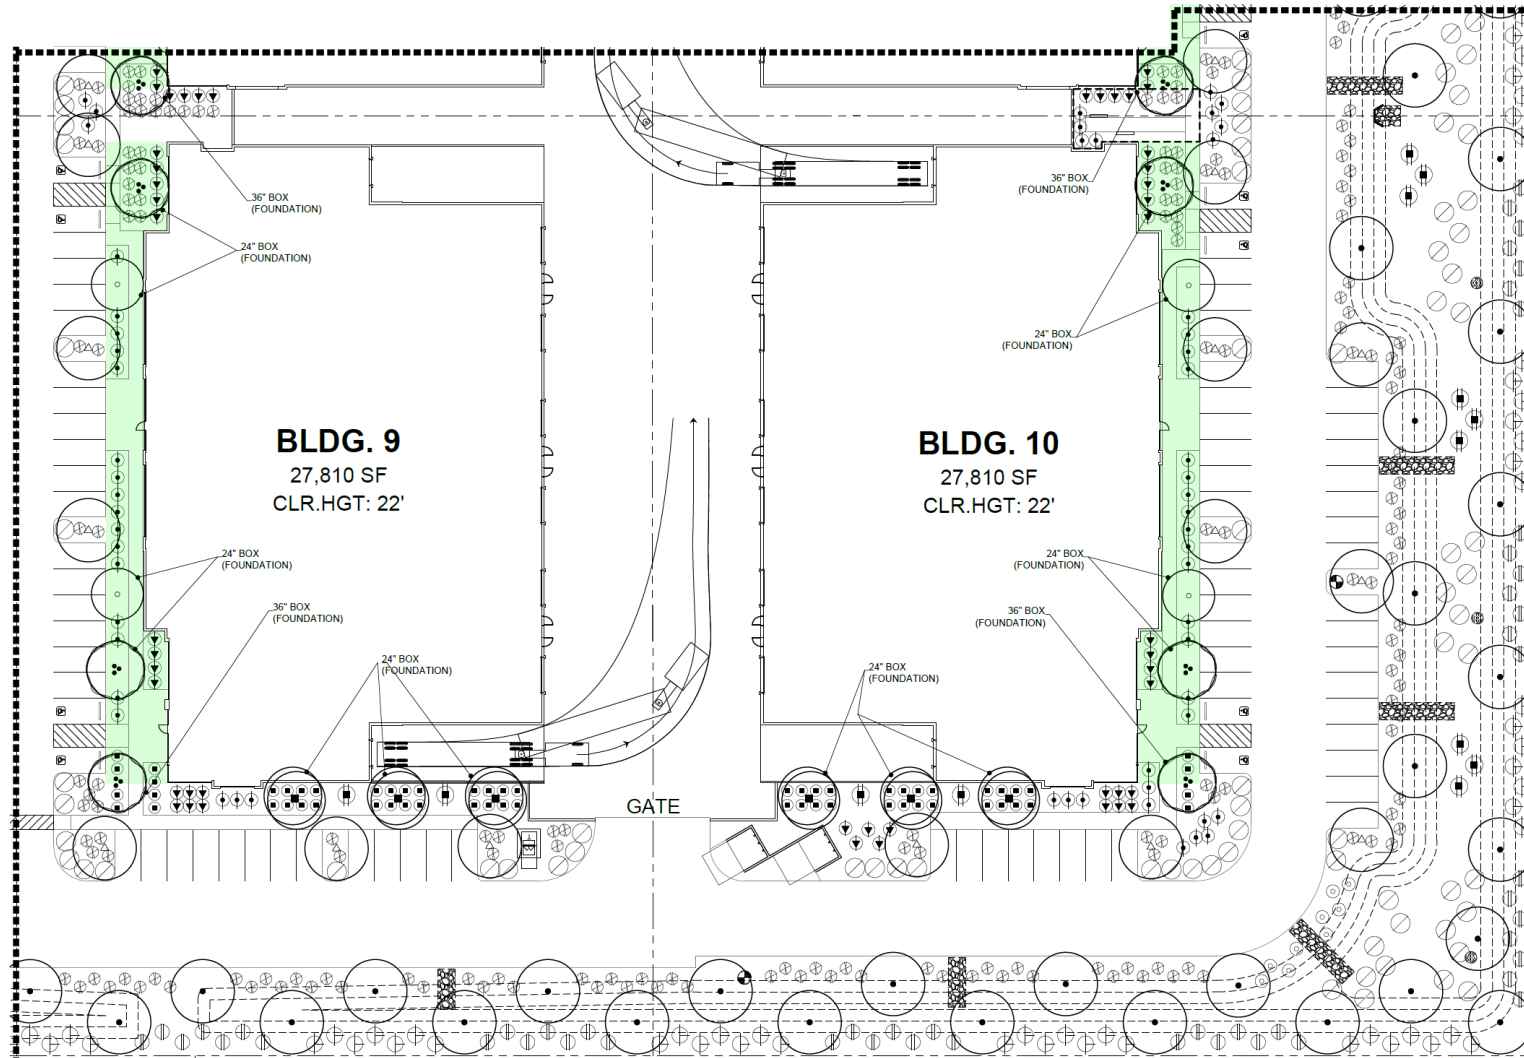 36" BOX
(FOUNDATION)
36" BOX
(FOUNDATION)
24" BOX
(FOUNDATION)
24" BOX
(FOUNDATION)
BLDG. 9
27,810 SF
CLR.HGT: 22'
BLDG. 10
27,810 SF
CLR.HGT: 22'
24" BOX
(FOUNDATION)
24" BOX
(FOUNDATION)
36" BOX
(FOUNDATION)
36" BOX
(FOUNDATION)
24" BOX
(FOUNDATION)
24" BOX
(FOUNDATION)
GATE